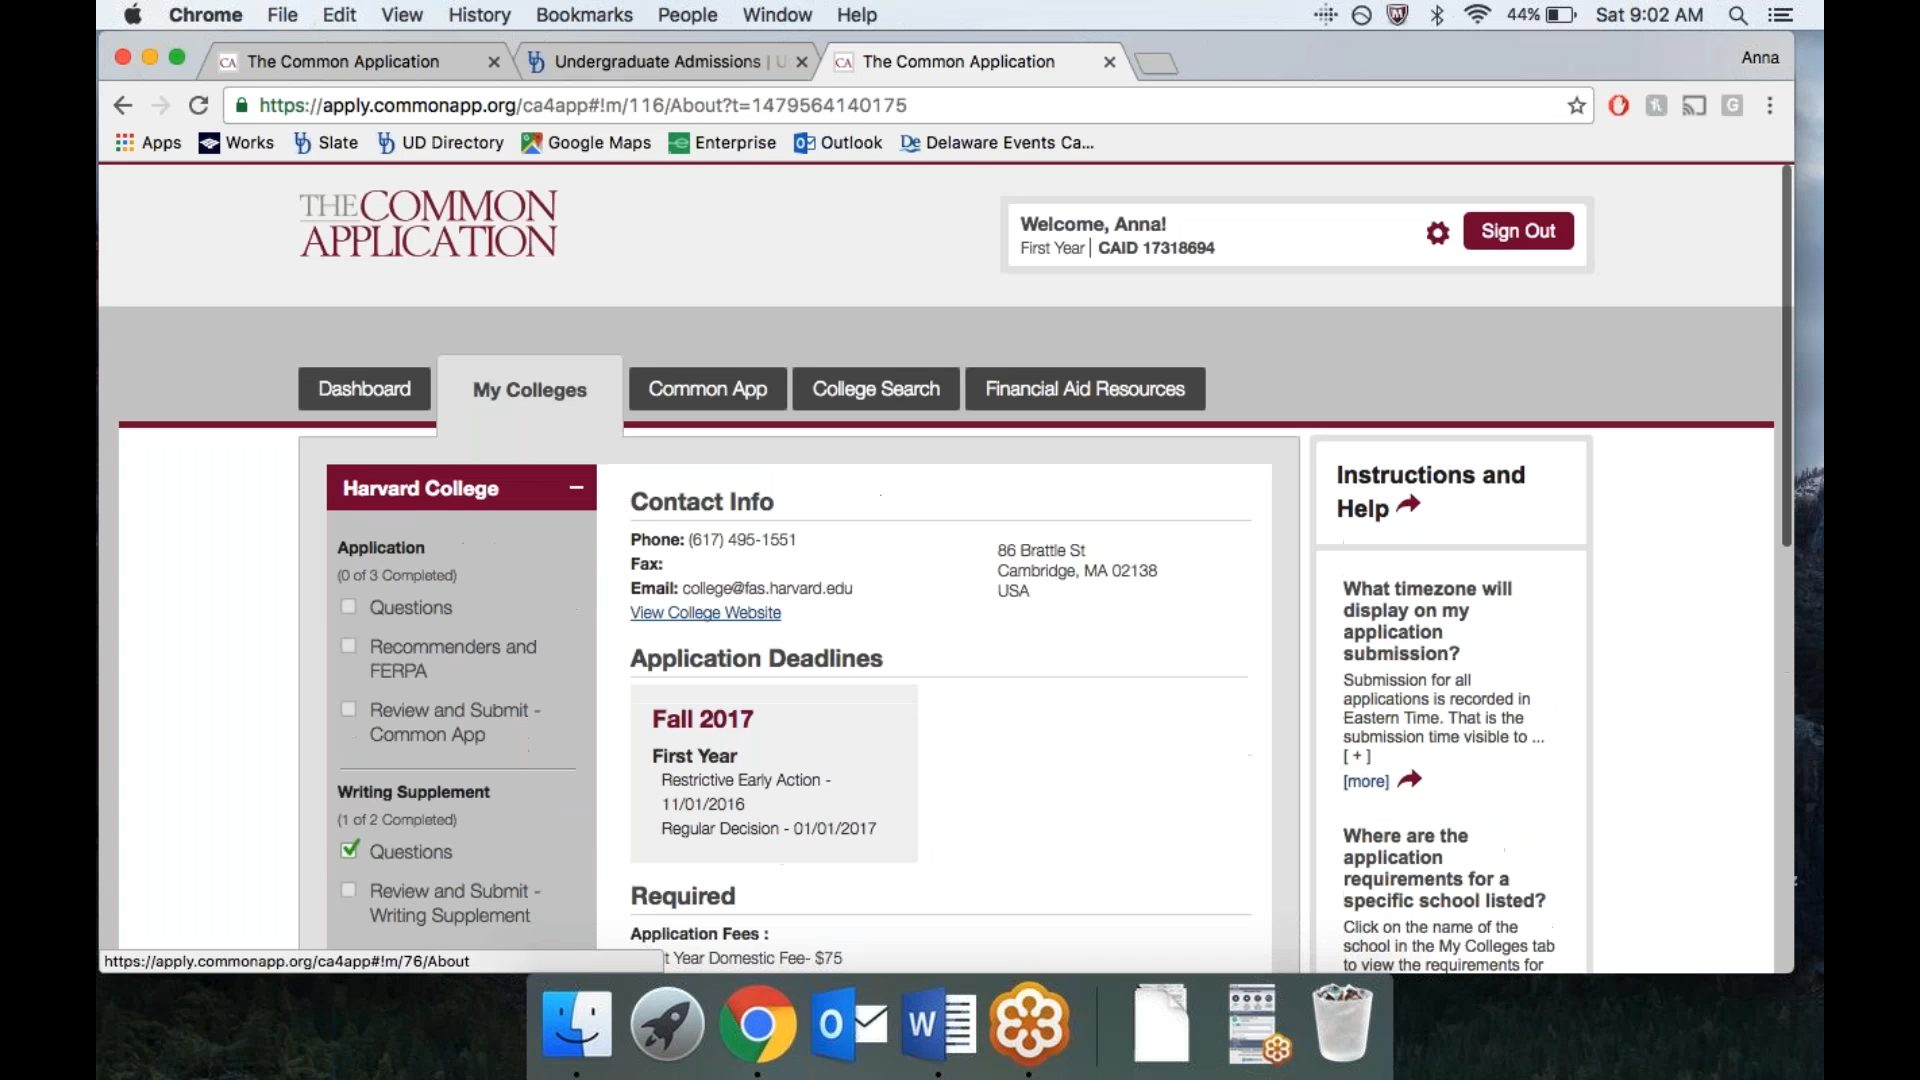 Chrome File Edit View History Bookmarks People Window Help 44% Sat 9:02 AM
CA The Common Application Undergraduate Admissions | U CA The Common Application Anna
https://apply.commonapp.org/ca4app#!m/116/About?t=1479564140175
Apps Works Slate UD Directory Google Maps Enterprise Outlook De Delaware Events Ca...
THE COMMON
APPLICATION
Welcome, Anna!
First Year | CAID 17318694
Sign Out
Dashboard My Colleges Common App College Search Financial Aid Resources
Harvard College
Application
(0 of 3 Completed)
Questions
Recommenders and
FERPA
Review and Submit -
Common App
Writing Supplement
(1 of 2 Completed)
Questions
Review and Submit -
Writing Supplement
Contact Info
Phone: (617) 495-1551
Fax:
Email: college@fas.harvard.edu
View College Website
86 Brattle St
Cambridge, MA 02138
USA
Application Deadlines
Fall 2017
First Year
Restrictive Early Action -
11/01/2016
Regular Decision - 01/01/2017
Required
Application Fees :
t Year Domestic Fee- $75
Instructions and
Help
What timezone will
display on my
application
submission?
Submission for all
applications is recorded in
Eastern Time. That is the
submission time visible to ...
[ + ]
[more]
Where are the
application
requirements for a
specific school listed?
Click on the name of the
school in the My Colleges tab
to view the requirements for
https://apply.commonapp.org/ca4app#!m/76/About